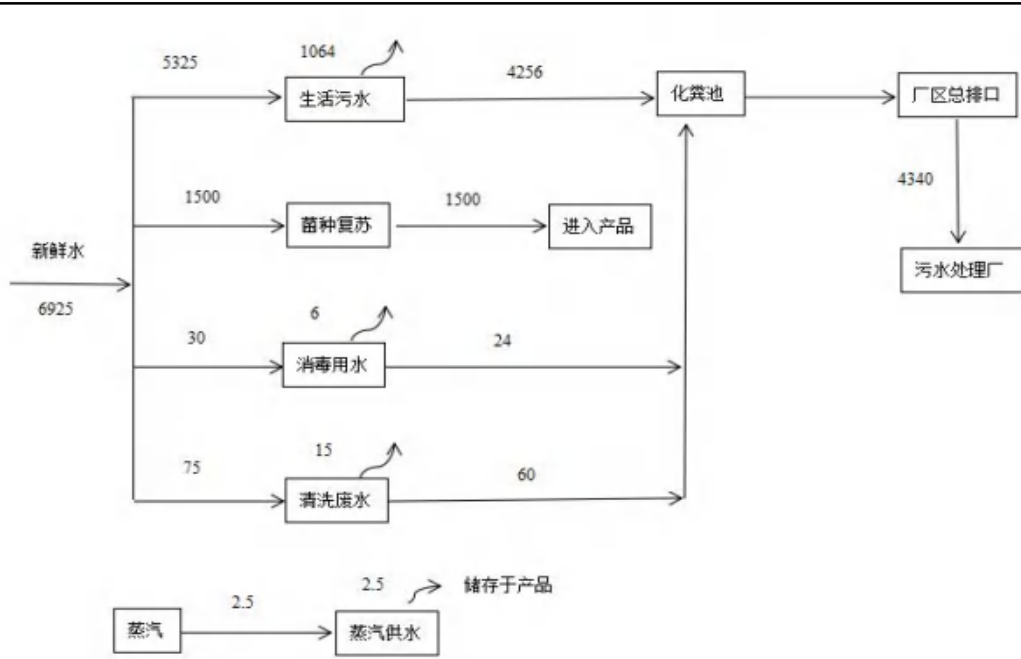 1064
5325
4256
生活污水
化粪池
厂区总排口
1500
1500
4340
菌种复苏
进入产品
新鲜水
污水处理厂
6925
6
30
24
消毒用水
15
75
60
清洗废水
2.5
储存于产品
2.5
蒸汽
蒸汽供水